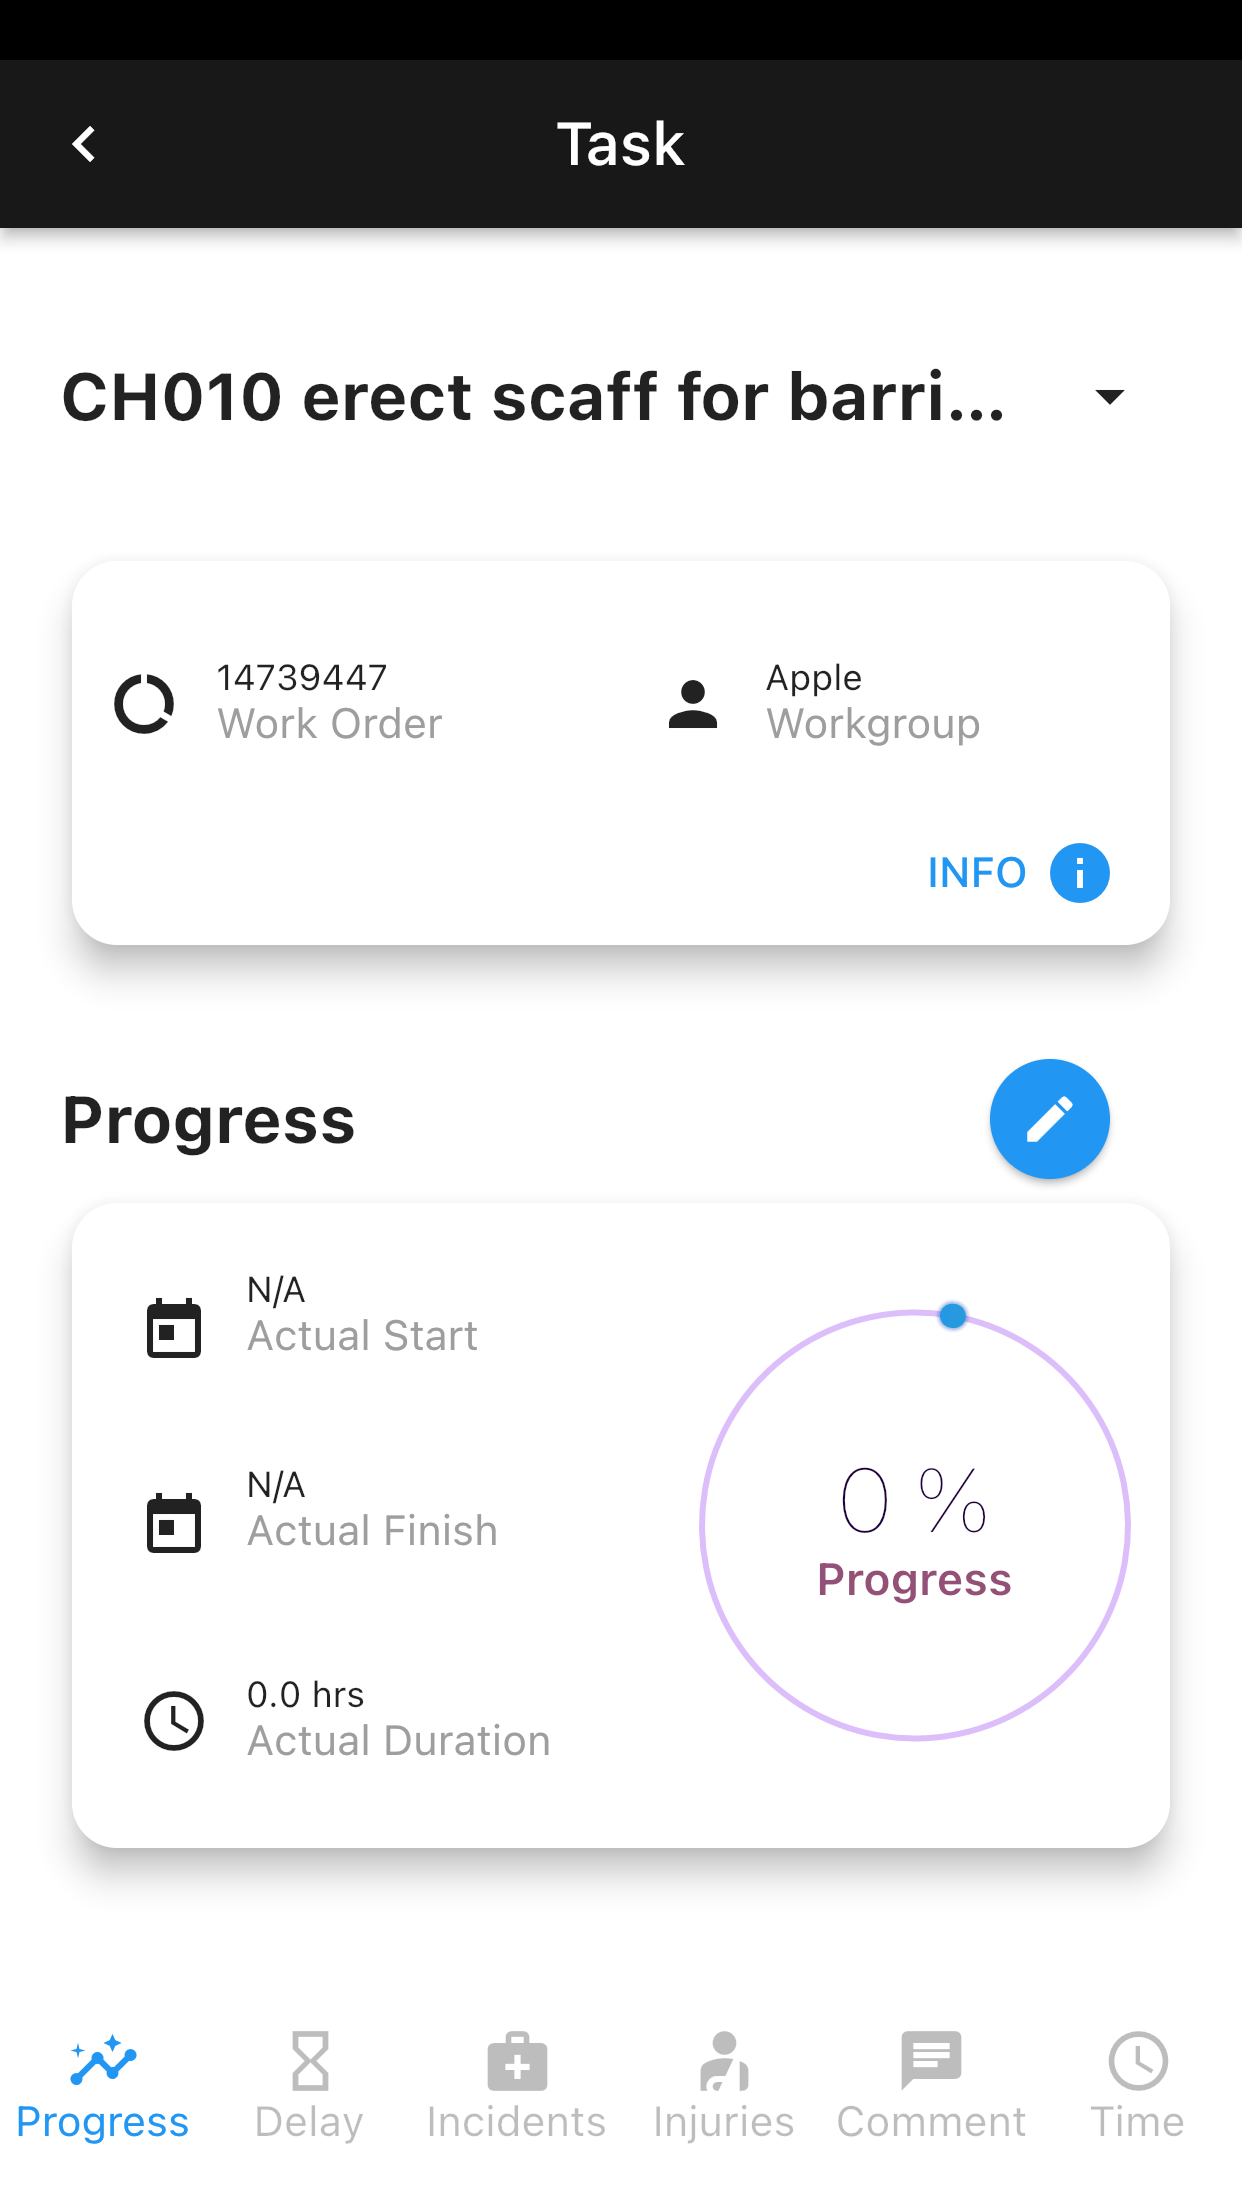 Task
CH010 erect scaff for barri...
14739447
Work Order
Apple
Workgroup
INFO
Progress
N/A
Actual Start
N/A
Actual Finish
0.0 hrs
Actual Duration
0 %
Progress
Progress
Delay
Incidents
Injuries
Comment
Time